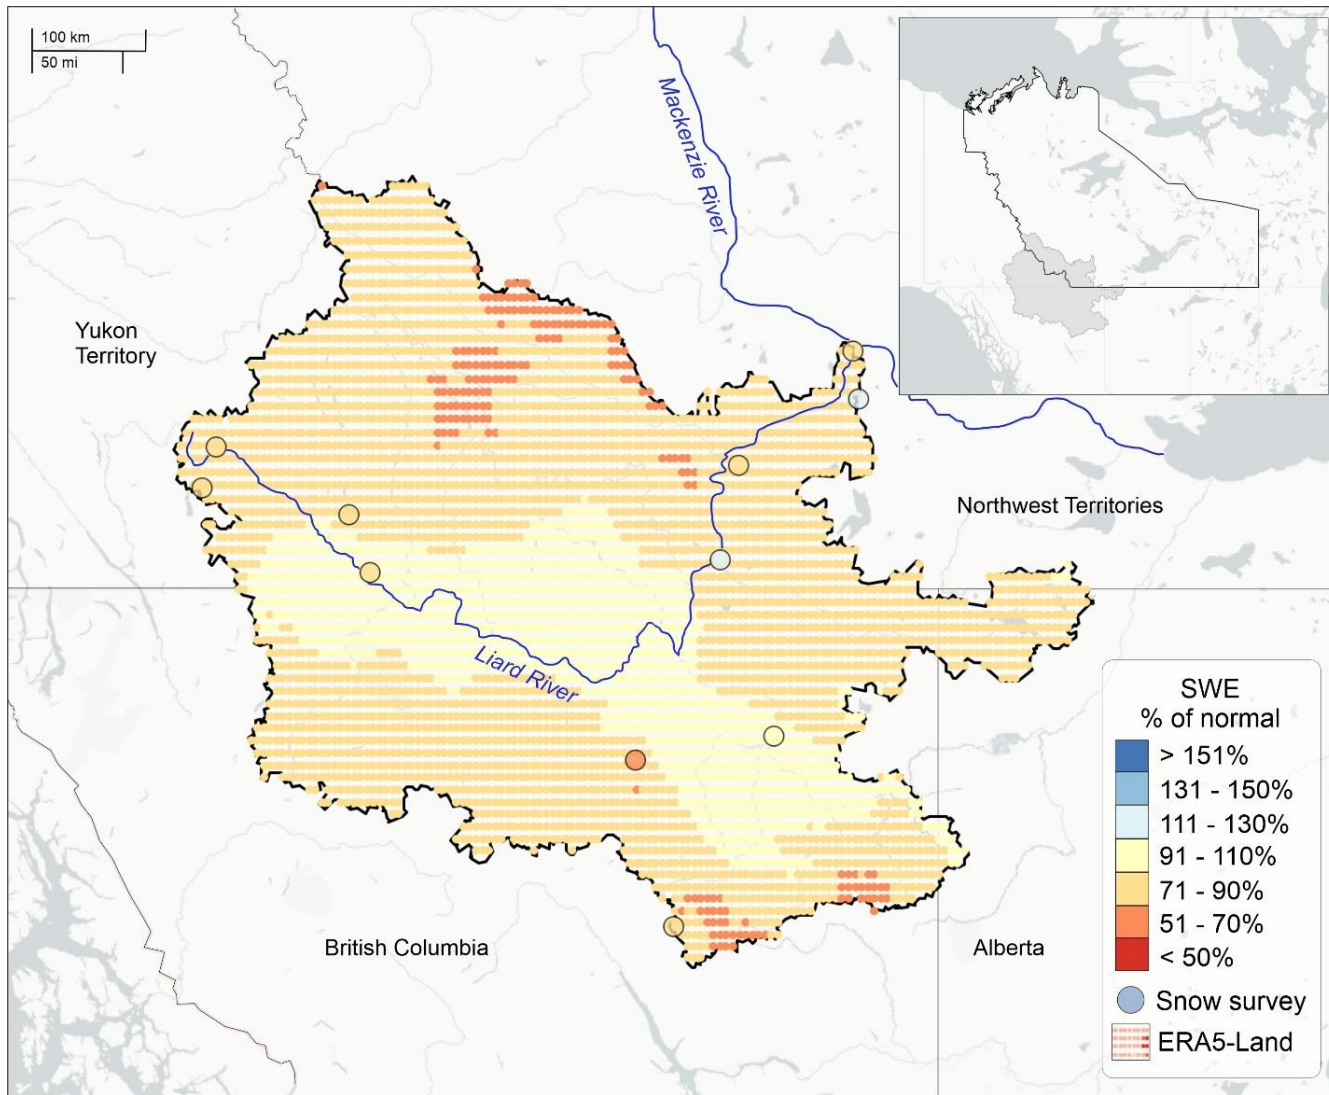 100 km
50 mi
Mackenzie River
Yukon
Territory
Northwest Territories
Liard River
British Columbia
Alberta
SWE
% of normal
> 151%
131 - 150%
111 - 130%
91 - 110%
71 - 90%
51 - 70%
< 50%
Snow survey
ERA5-Land